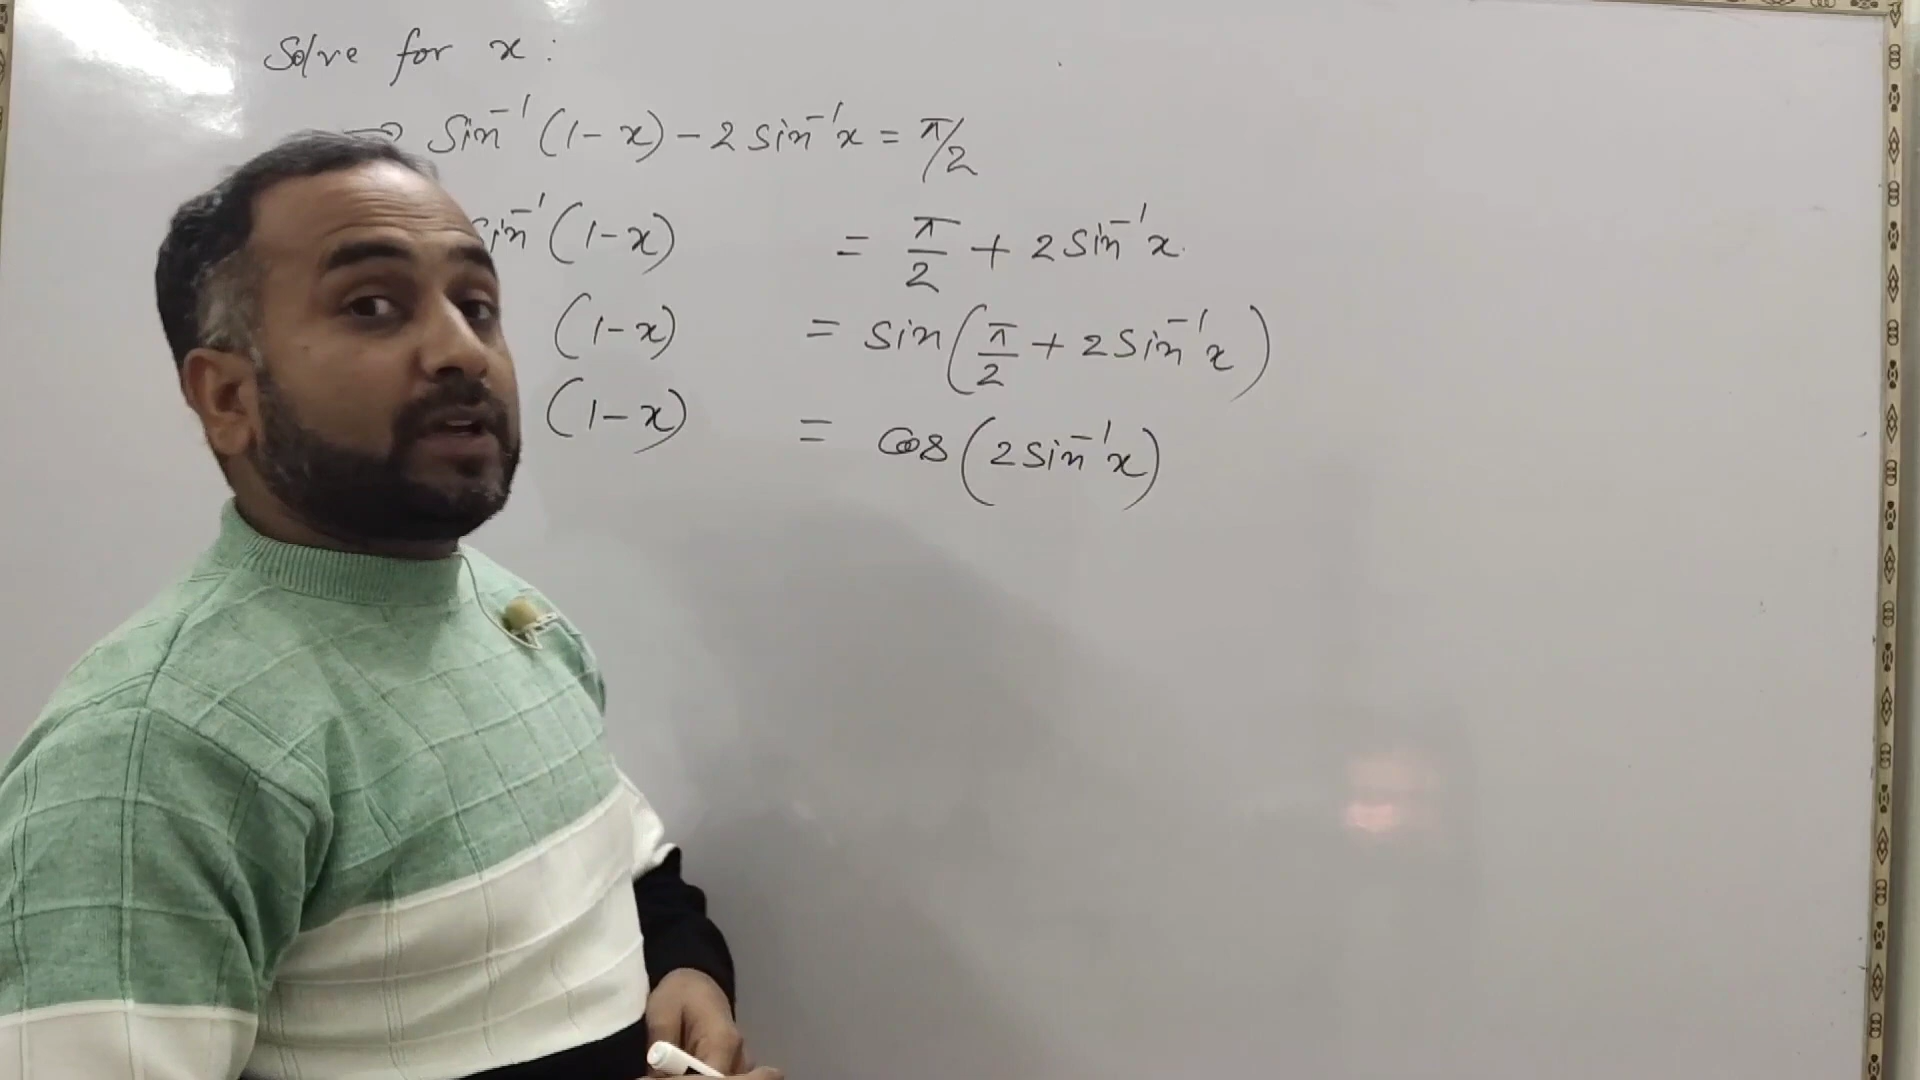 Solve for x :
⇒ Sin⁻¹ (1-x) - 2 sin⁻¹x = π/2
Sin⁻¹ (1-x) = π/2 + 2 Sin⁻¹x.
(1-x) = Sin(π/2 + 2 Sin⁻¹x)
(1-x) = Cos(2 Sin⁻¹x)